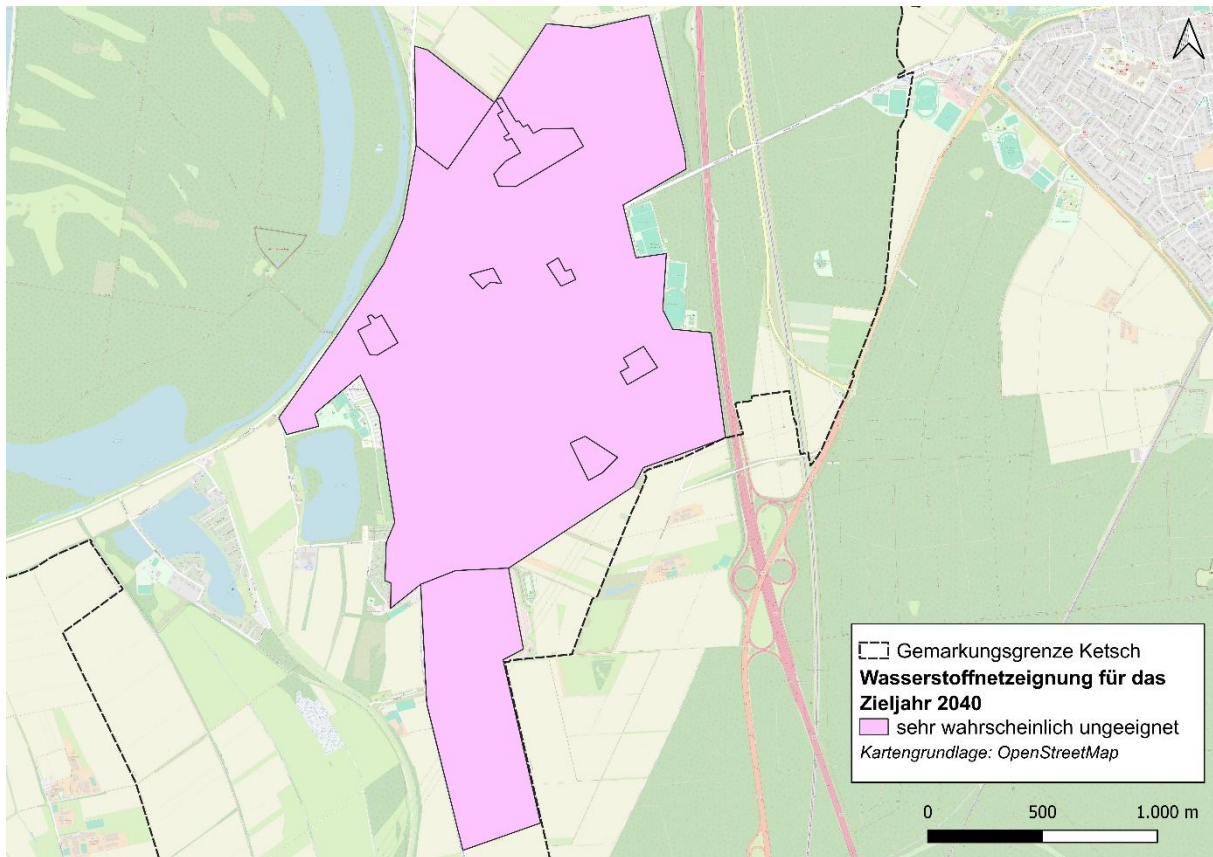 Gemarkungsgrenze Ketsch
Wasserstoffnetzeignung für das
Zieljahr 2040
sehr wahrscheinlich ungeeignet
Kartengrundlage: OpenStreetMap
0 500 1.000 m